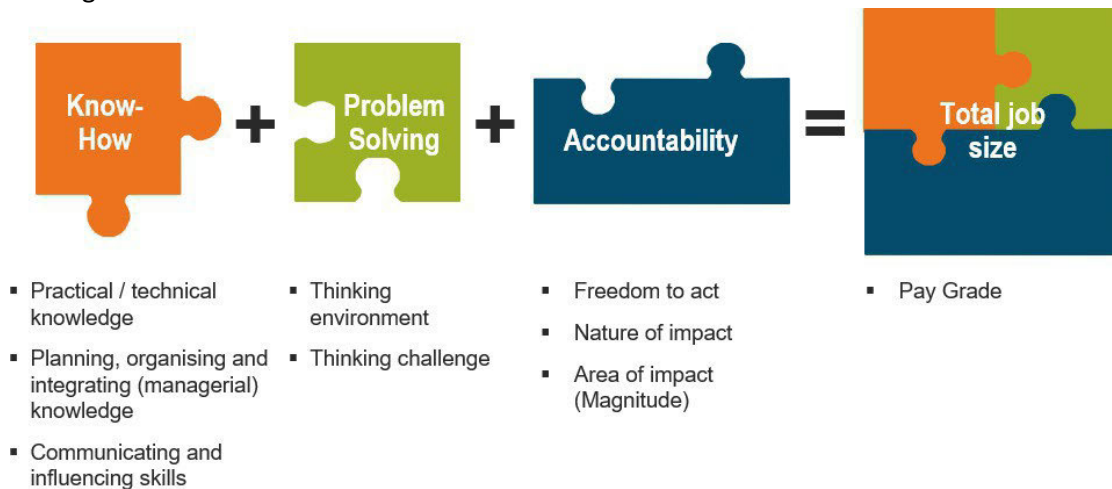 Know-
How
+
Problem
Solving
+
Accountability
=
Total job
size
▪ Practical / technical
knowledge
▪ Planning, organising and
integrating (managerial)
knowledge
▪ Communicating and
influencing skills
▪ Thinking
environment
▪ Thinking challenge
▪ Freedom to act
▪ Nature of impact
▪ Area of impact
(Magnitude)
▪ Pay Grade